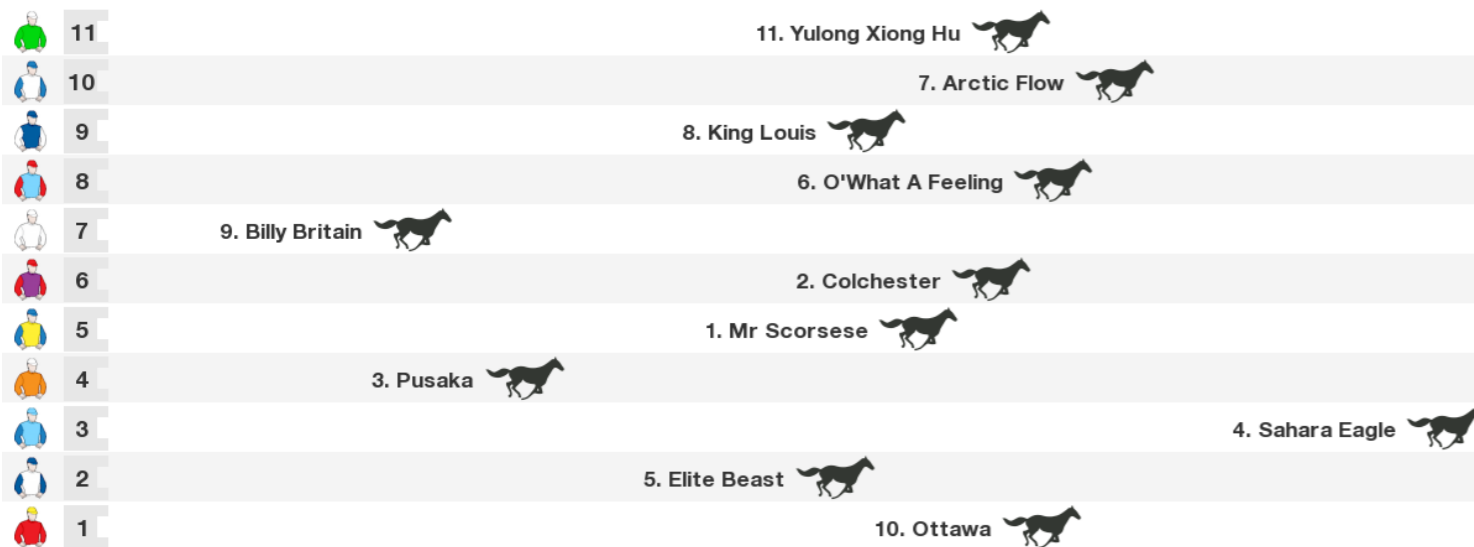 11 11. Yulong Xiong Hu
10 7. Arctic Flow
9 8. King Louis
8 6. O'What A Feeling
7 9. Billy Britain
6 2. Colchester
5 1. Mr Scorsese
4 3. Pusaka
3 4. Sahara Eagle
2 5. Elite Beast
1 10. Ottawa